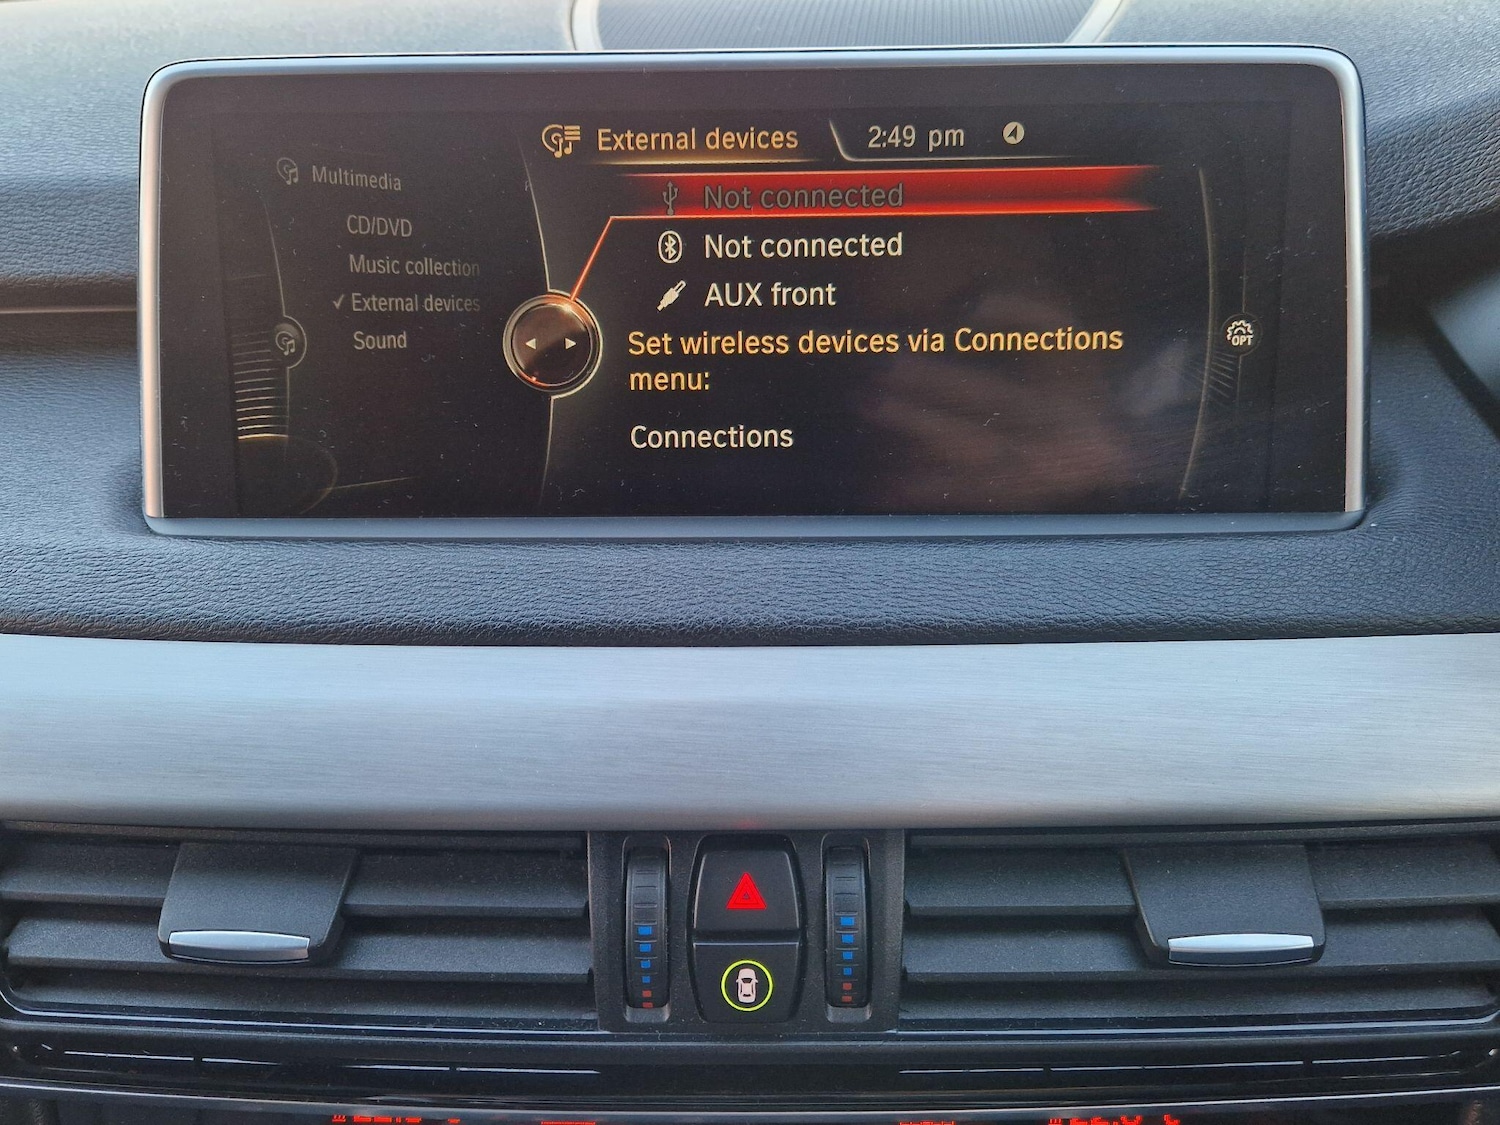 External devices 2:49 pm
Multimedia
CD/DVD
Music collection
External devices
Sound
Not connected
Not connected
AUX front
Set wireless devices via Connections
menu:
Connections
OPT